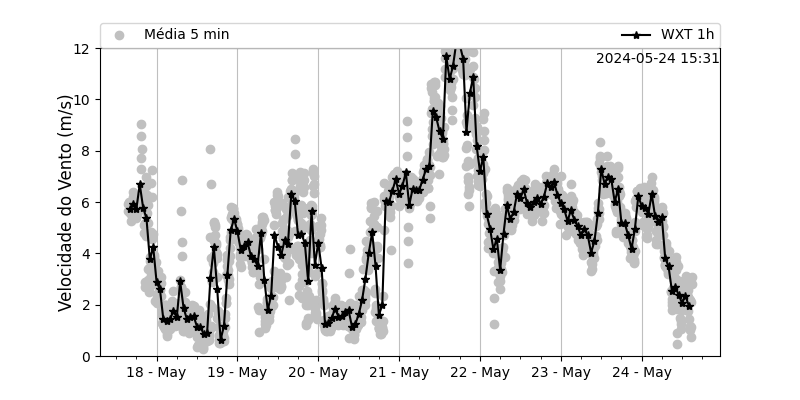 Média 5 min
WXT 1h
2024-05-24 15:31
Velocidade do Vento (m/s)
12
10
8
6
4
2
0
18 - May
19 - May
20 - May
21 - May
22 - May
23 - May
24 - May